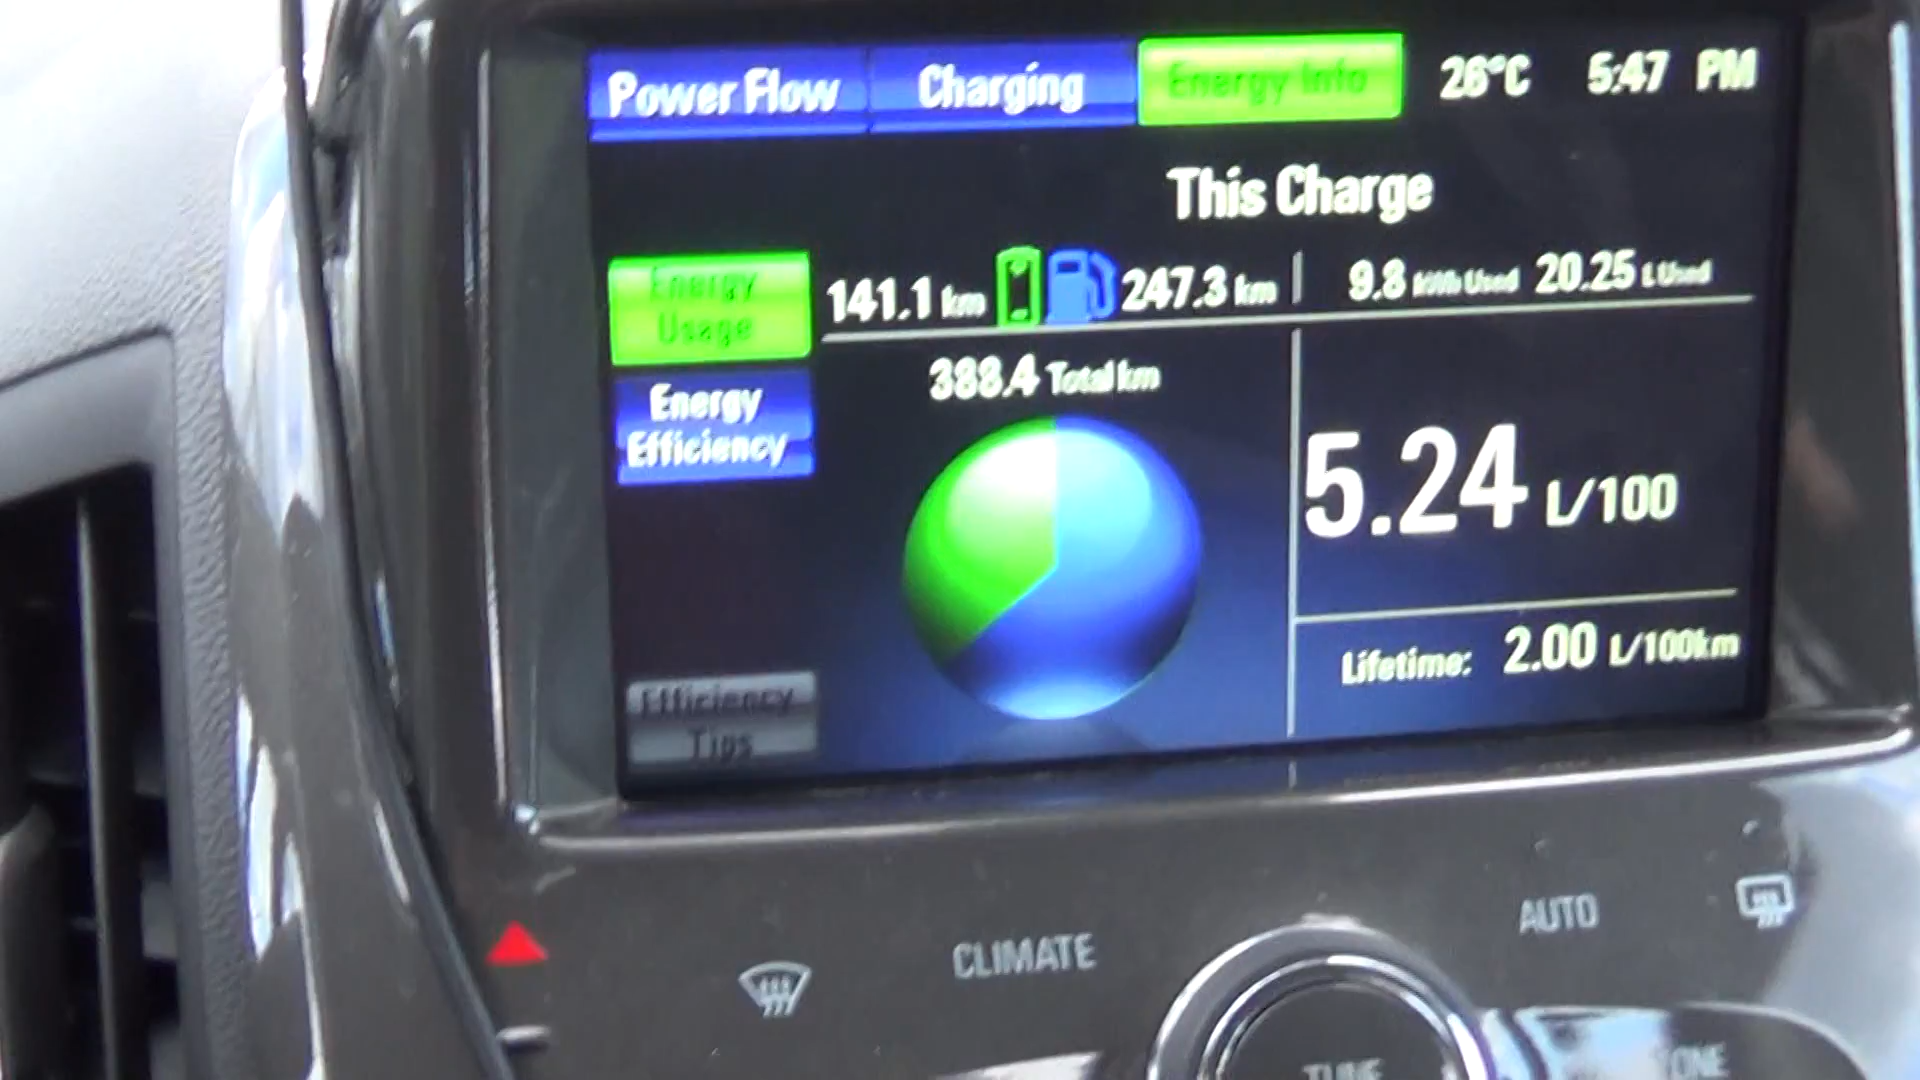 Power Flow Charging Energy Info 26°C 5:47 PM
This Charge
Energy Usage
141.1 km 247.3 km 9.8 kWh Used 20.25 L Used
388.4 Total km
Energy Efficiency
5.24 L/100
Lifetime: 2.00 L/100km
Efficiency Tips
AUTO
CLIMATE
TUNE